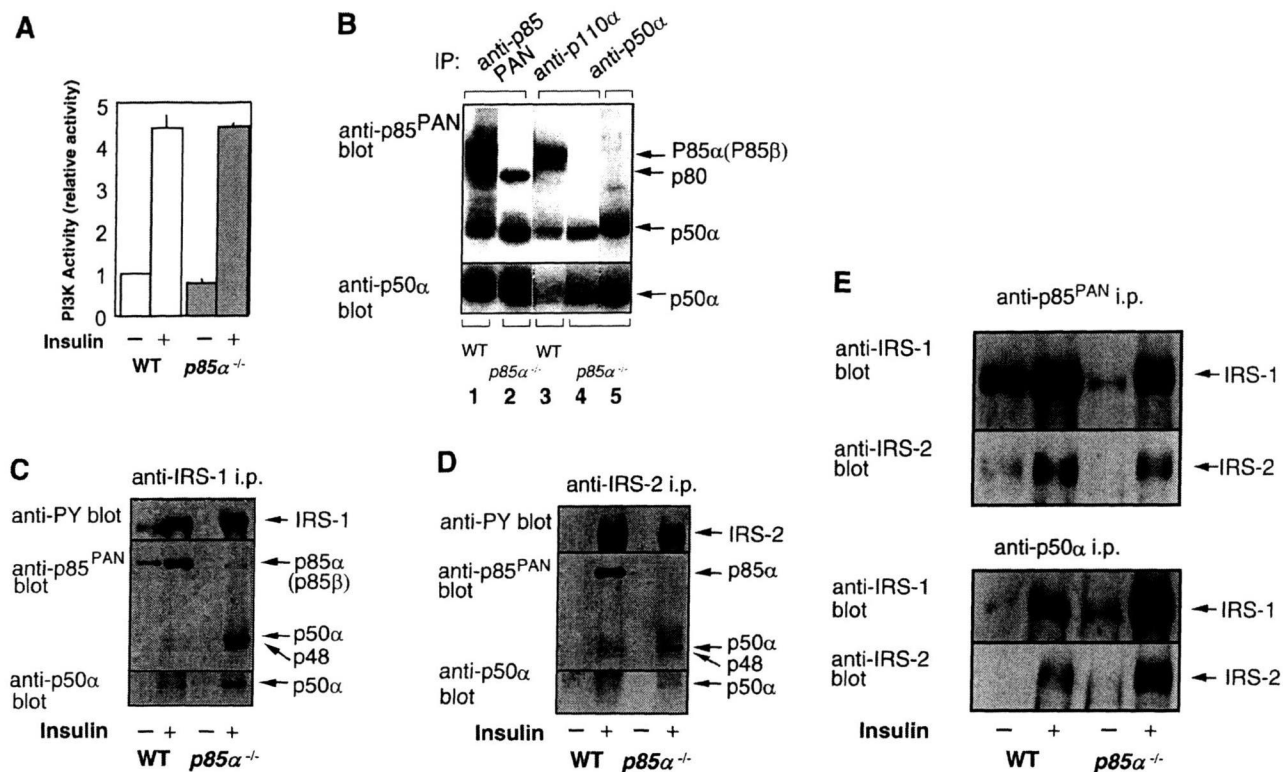 A
PI3K Activity (relative activity)
5
4
3
2
1
0
Insulin – + – +
WT p85α-/-
B
IP: anti-p85 PAN anti-p110α anti-p50α
anti-p85PAN
blot
P85α(P85β)
p80
p50α
anti-p50α
blot
p50α
WT WT
p85α-/- p85α-/-
1 2 3 4 5
C
anti-IRS-1 i.p.
anti-PY blot
IRS-1
anti-p85PAN
blot
p85α
(p85β)
p50α
p48
anti-p50α
blot
p50α
Insulin – + – +
WT p85α-/-
D
anti-IRS-2 i.p.
anti-PY blot
IRS-2
anti-p85PAN
blot
p85α
p50α
p48
anti-p50α
blot
p50α
Insulin – + – +
WT p85α-/-
E
anti-p85PAN i.p.
anti-IRS-1
blot
IRS-1
anti-IRS-2
blot
IRS-2
anti-p50α i.p.
anti-IRS-1
blot
IRS-1
anti-IRS-2
blot
IRS-2
Insulin – + – +
WT p85α-/-